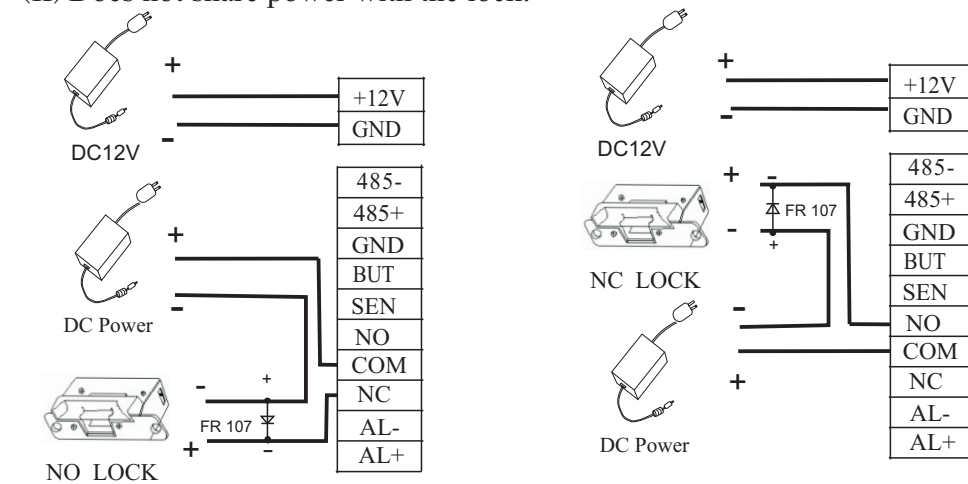 (II) Does not share power with the lock:
+
-
DC12V
+12V
GND
+
-
DC Power
485-
485+
GND
BUT
SEN
NO
COM
NC
AL-
AL+
-
+
+
FR 107
-
NO LOCK
+
-
DC12V
+12V
GND
+
-
-
FR 107
+
NC LOCK
-
+
DC Power
485-
485+
GND
BUT
SEN
NO
COM
NC
AL-
AL+